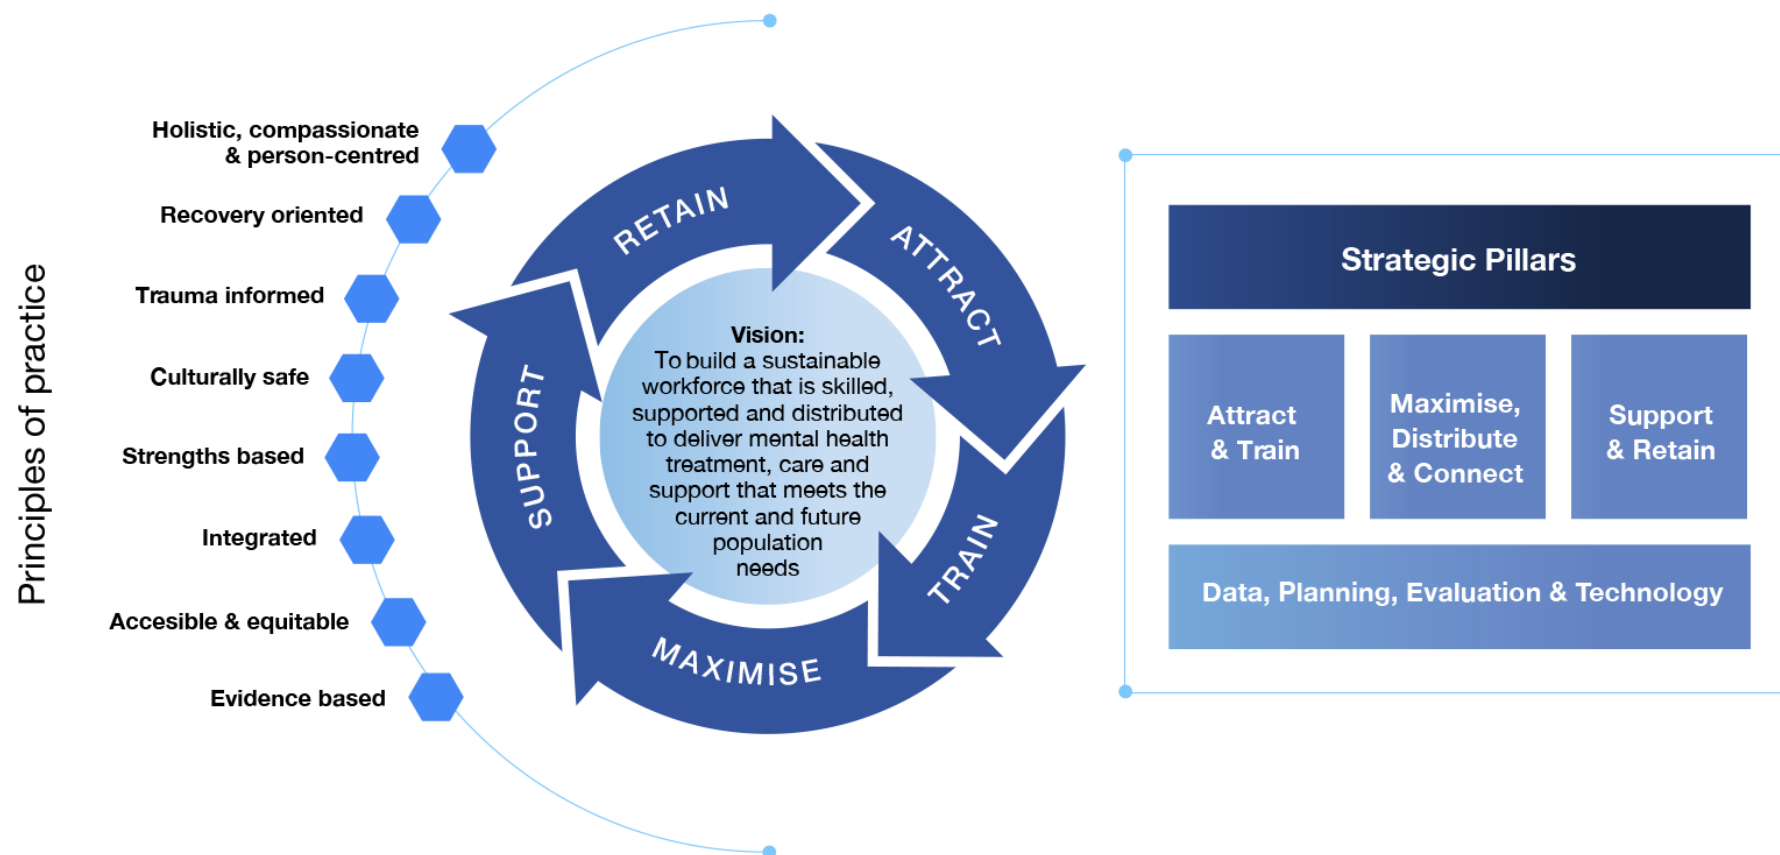 Principles of practice
Holistic, compassionate
& person-centred
Recovery oriented
Trauma informed
Culturally safe
Strengths based
Integrated
Accesible & equitable
Evidence based
RETAIN
ATTRACT
TRAIN
MAXIMISE
SUPPORT
Vision:
To build a sustainable
workforce that is skilled,
supported and distributed
to deliver mental health
treatment, care and
support that meets the
current and future
population
needs
Strategic Pillars
Attract
& Train
Maximise,
Distribute
& Connect
Support
& Retain
Data, Planning, Evaluation & Technology